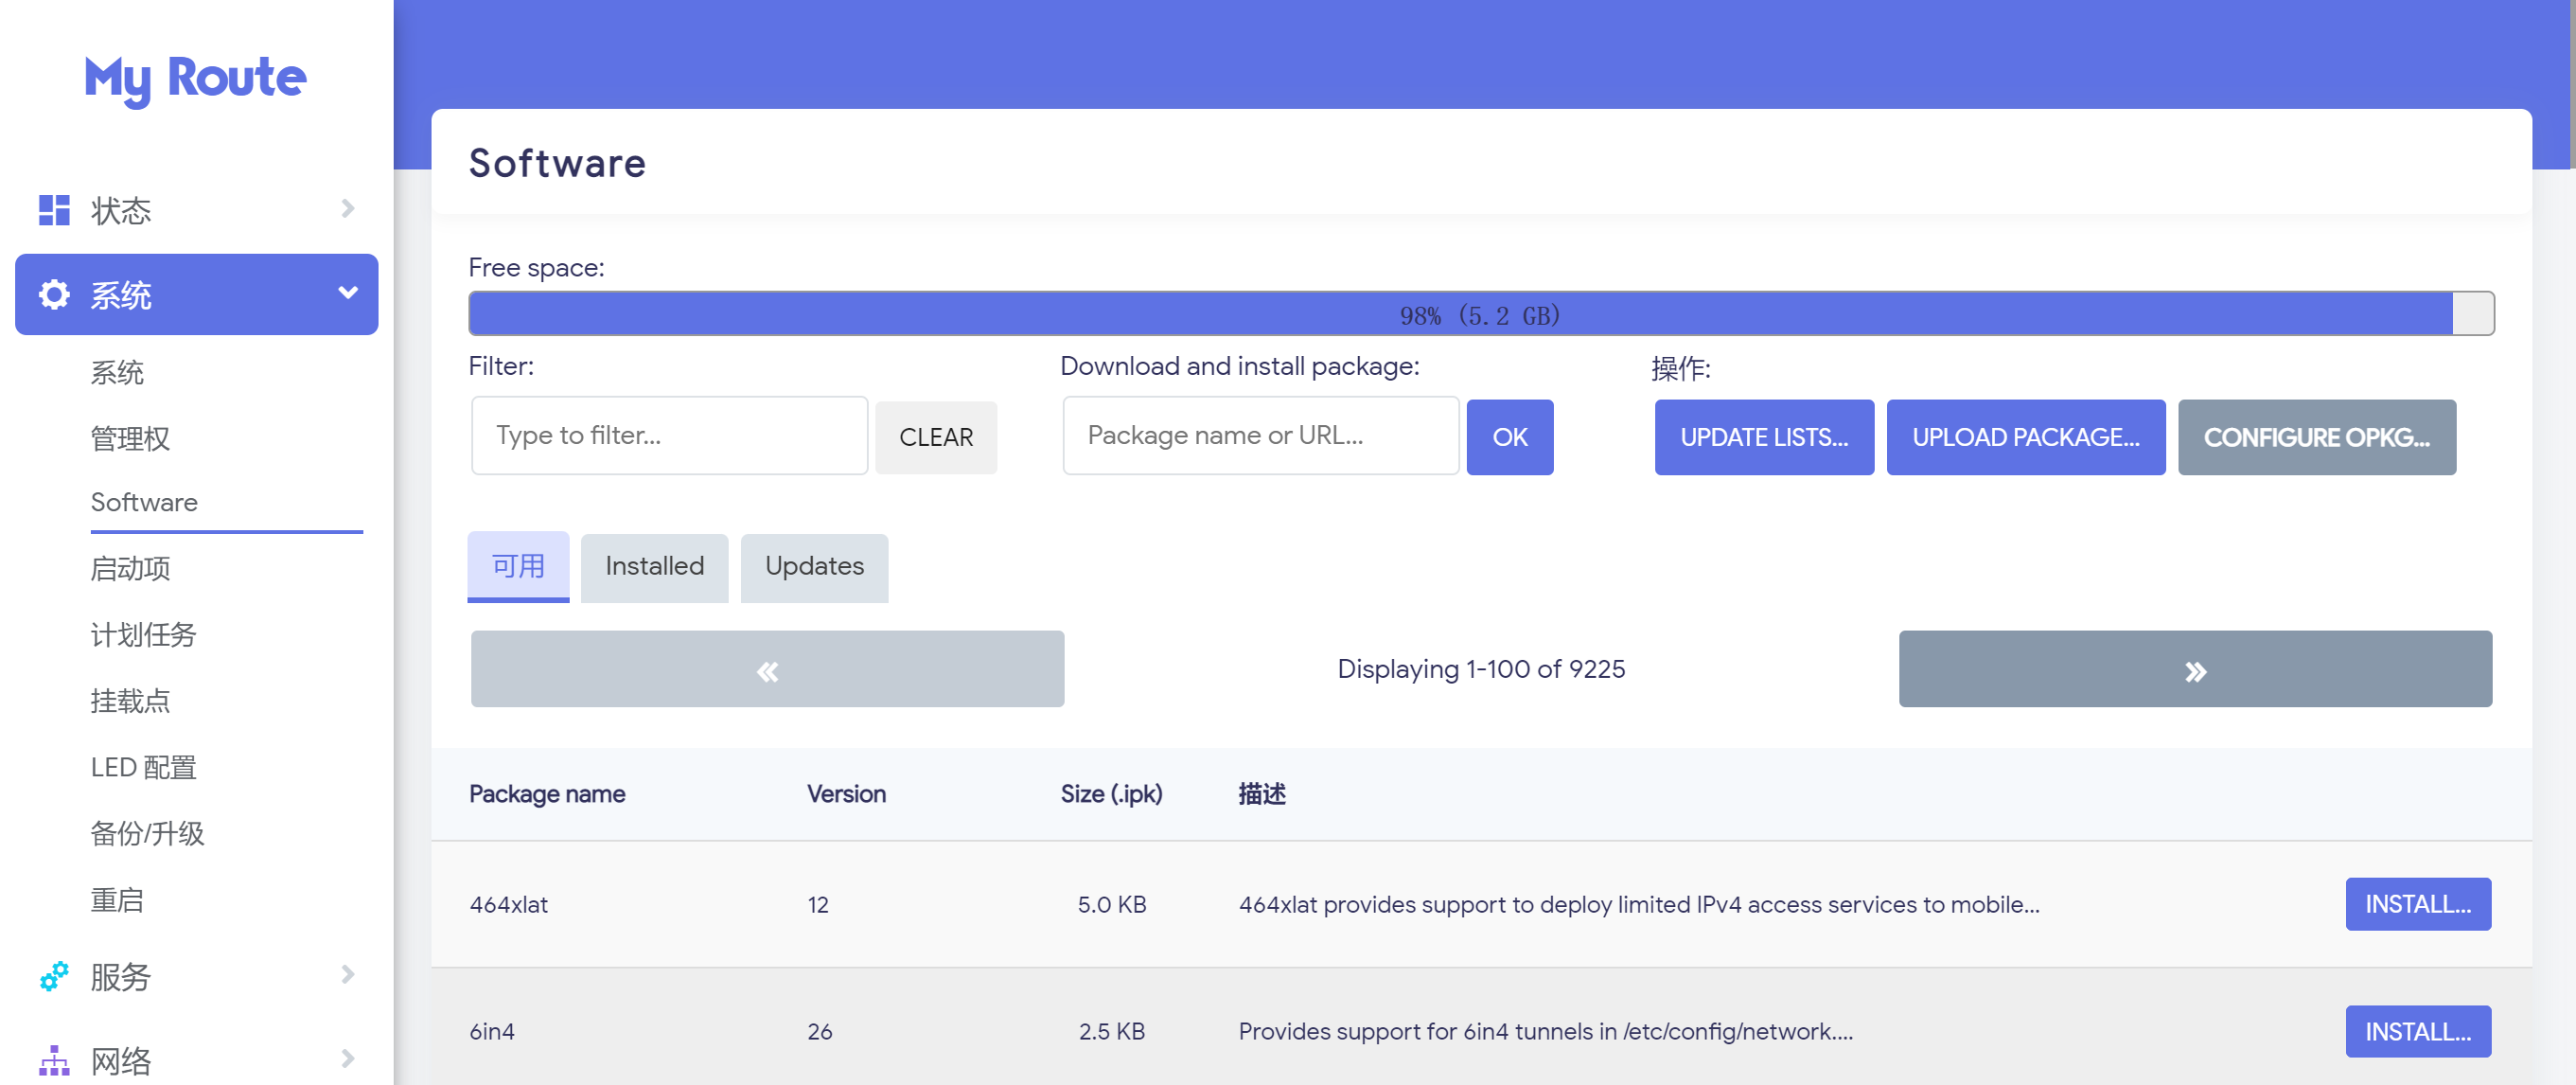 My Route
状态
系统
系统
管理权
Software
启动项
计划任务
挂载点
LED 配置
备份/升级
重启
服务
网络
Software
Free space:
98% (5.2 GB)
Filter:
Type to filter...
CLEAR
Download and install package:
Package name or URL...
OK
操作:
UPDATE LISTS...
UPLOAD PACKAGE...
CONFIGURE OPKG...
可用
Installed
Updates
«
Displaying 1-100 of 9225
»
Package name Version Size (.ipk) 描述
464xlat 12 5.0 KB 464xlat provides support to deploy limited IPv4 access services to mobile... INSTALL...
6in4 26 2.5 KB Provides support for 6in4 tunnels in /etc/config/network.... INSTALL...